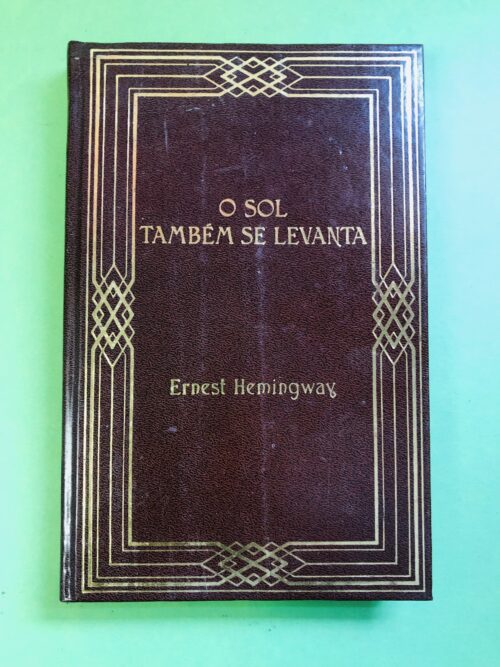 O SOL
TAMBÉM SE LEVANTA
Ernest Hemingway